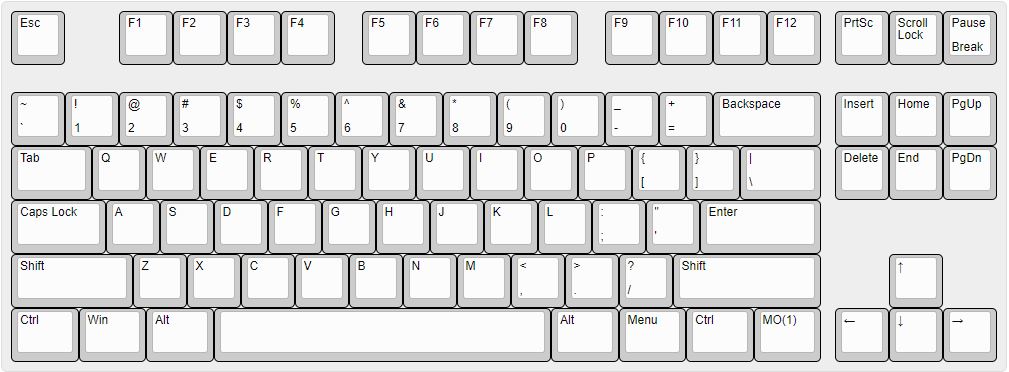 Esc F1 F2 F3 F4 F5 F6 F7 F8 F9 F10 F11 F12 PrtSc Scroll Pause
Lock Break
~ ! @ # $ % ^ & * ( ) _ + Backspace Insert Home PgUp
` 1 2 3 4 5 6 7 8 9 0 - =
Tab Q W E R T Y U I O P { } | Delete End PgDn
[ ] \
Caps Lock A S D F G H J K L : " Enter
; '
Shift Z X C V B N M < > ? Shift ↑
, . /
Ctrl Win Alt Alt Menu Ctrl MO(1) ← ↓ →